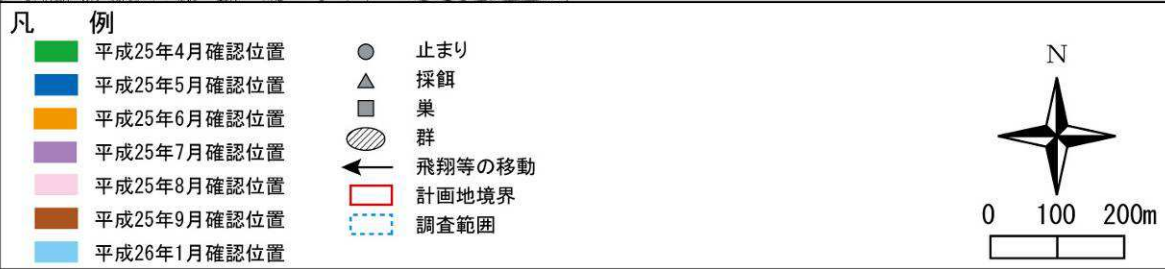 凡 例
平成25年4月確認位置
平成25年5月確認位置
平成25年6月確認位置
平成25年7月確認位置
平成25年8月確認位置
平成25年9月確認位置
平成26年1月確認位置
止まり
採餌
巣
群
飛翔等の移動
計画地境界
調査範囲
N
0 100 200m